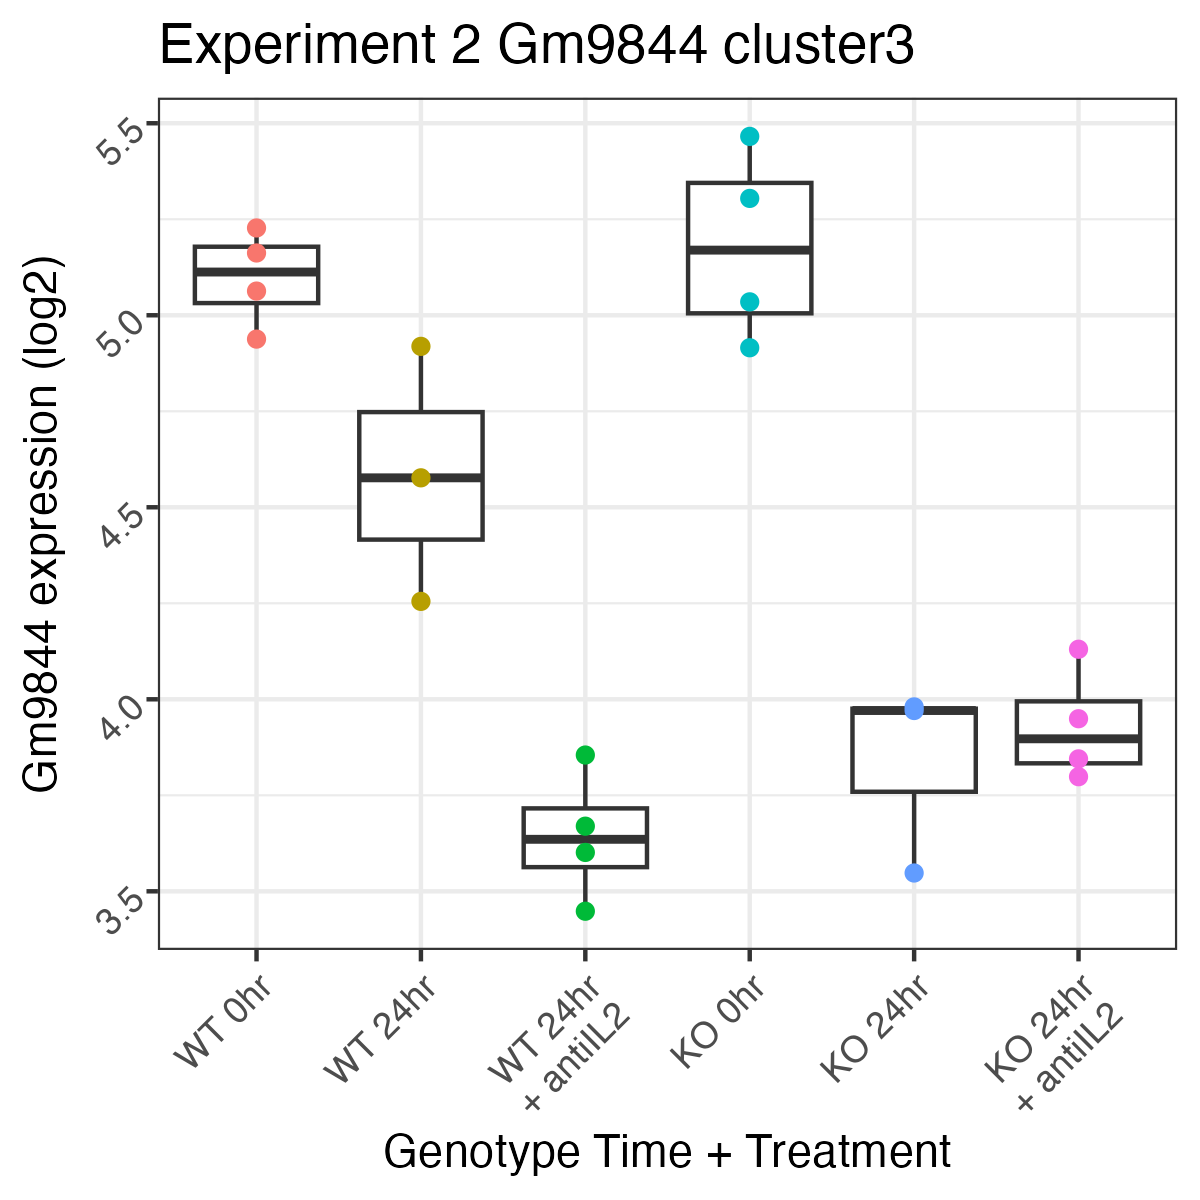 Experiment 2 Gm9844 cluster3
Gm9844 expression (log2)
5.5
5.0
4.5
4.0
3.5
WT 0hr
WT 24hr
WT 24hr
+ antiIL2
KO 0hr
KO 24hr
KO 24hr
+ antiIL2
Genotype Time + Treatment